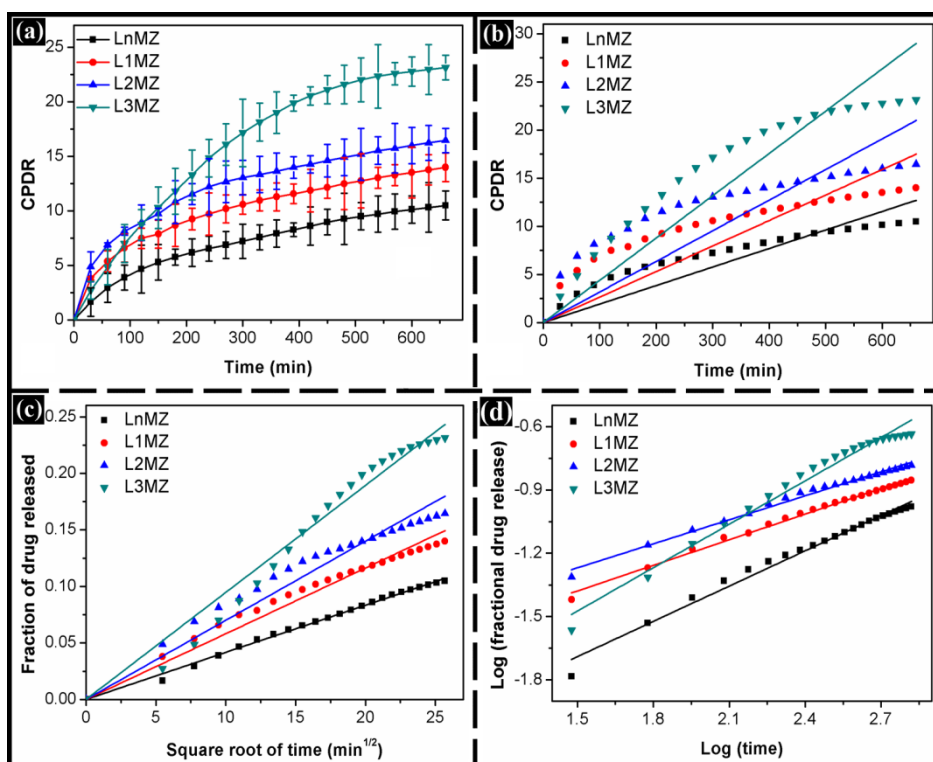 (a)
LnMZ
L1MZ
L2MZ
L3MZ
CPDR
25
20
15
10
5
0
0 100 200 300 400 500 600
Time (min)
(b)
LnMZ
L1MZ
L2MZ
L3MZ
CPDR
30
25
20
15
10
5
0
0 100 200 300 400 500 600
Time (min)
(c)
LnMZ
L1MZ
L2MZ
L3MZ
Fraction of drug released
0.25
0.20
0.15
0.10
0.05
0.00
0 5 10 15 20 25
Square root of time (min1/2)
(d)
LnMZ
L1MZ
L2MZ
L3MZ
Log (fractional drug release)
-0.6
-0.9
-1.2
-1.5
-1.8
1.5 1.8 2.1 2.4 2.7
Log (time)